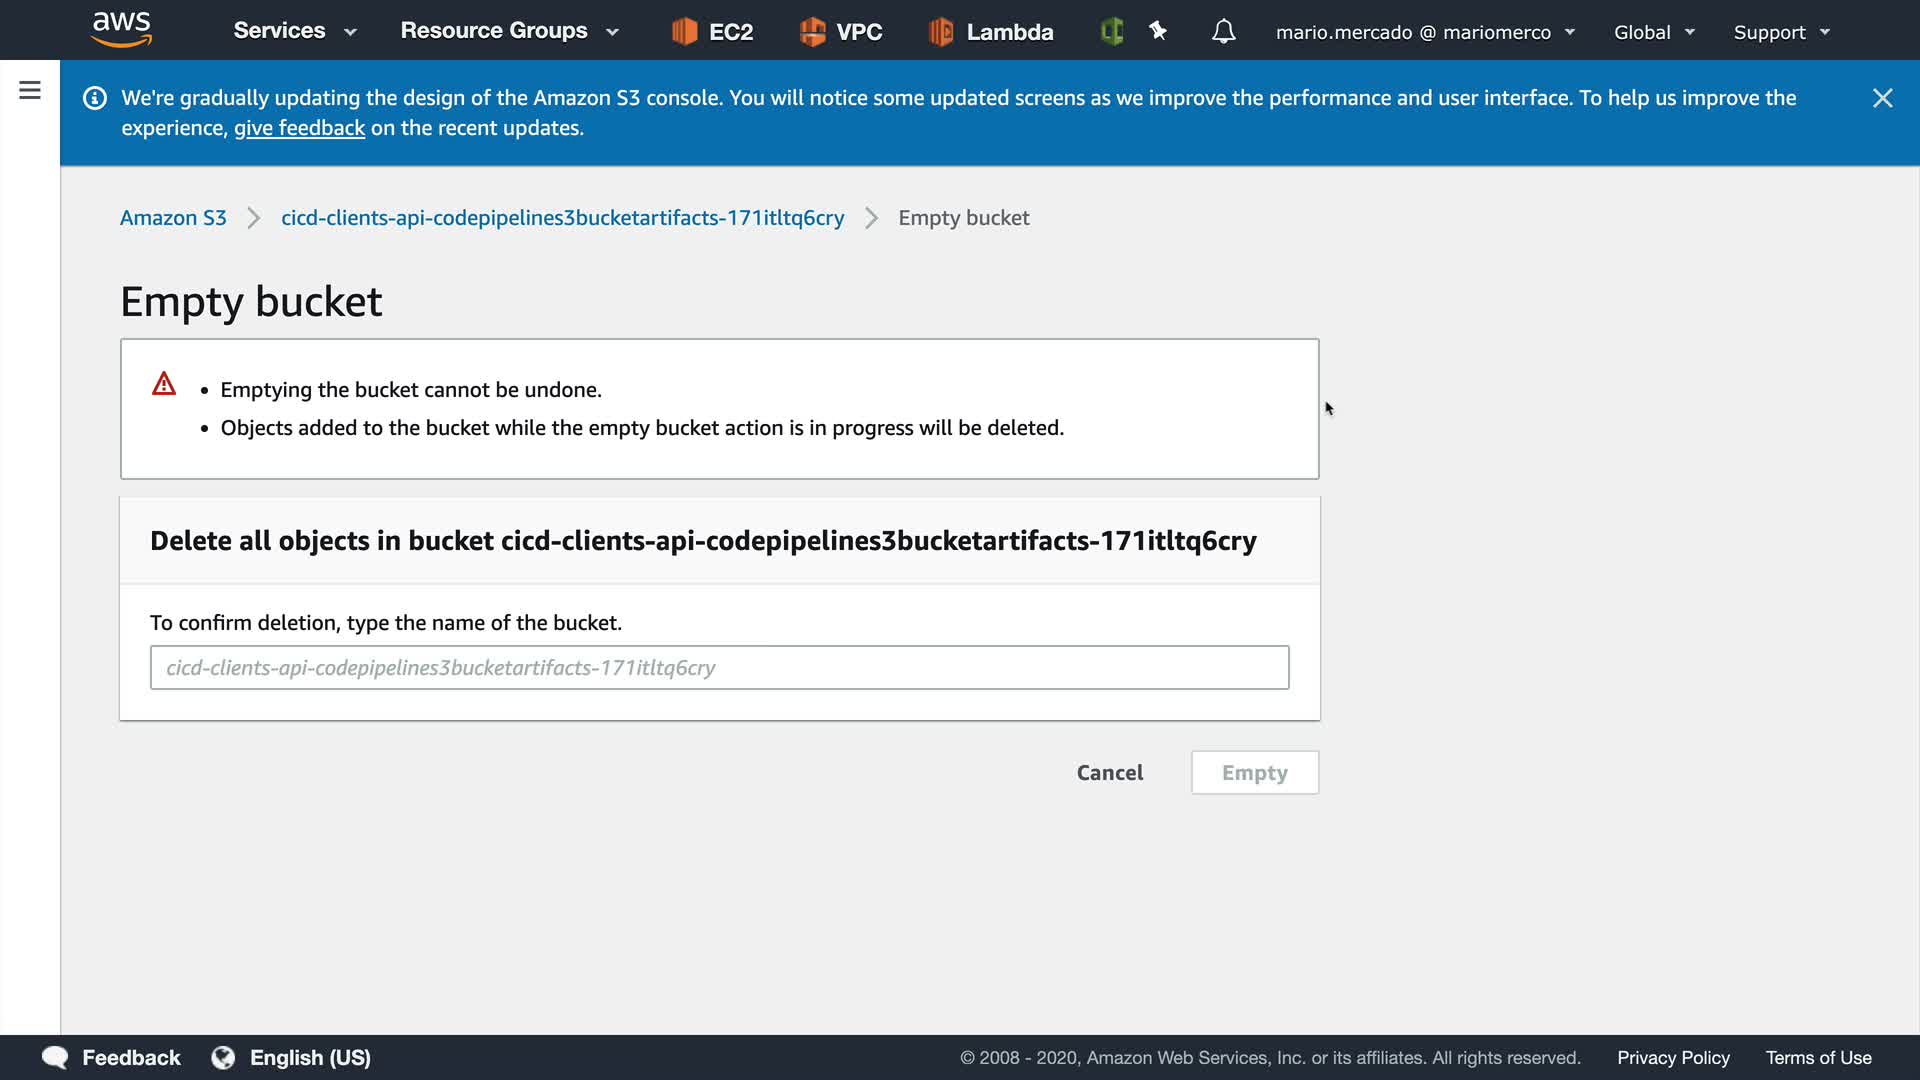 aws Services Resource Groups EC2 VPC Lambda mario.mercado @ mariomerco Global Support
We're gradually updating the design of the Amazon S3 console. You will notice some updated screens as we improve the performance and user interface. To help us improve the
experience, give feedback on the recent updates.
Amazon S3 cicd-clients-api-codepipelines3bucketartifacts-171itltq6cry Empty bucket
Empty bucket
• Emptying the bucket cannot be undone.
• Objects added to the bucket while the empty bucket action is in progress will be deleted.
Delete all objects in bucket cicd-clients-api-codepipelines3bucketartifacts-171itltq6cry
To confirm deletion, type the name of the bucket.
cicd-clients-api-codepipelines3bucketartifacts-171itltq6cry
Cancel Empty
Feedback English (US) © 2008 - 2020, Amazon Web Services, Inc. or its affiliates. All rights reserved. Privacy Policy Terms of Use